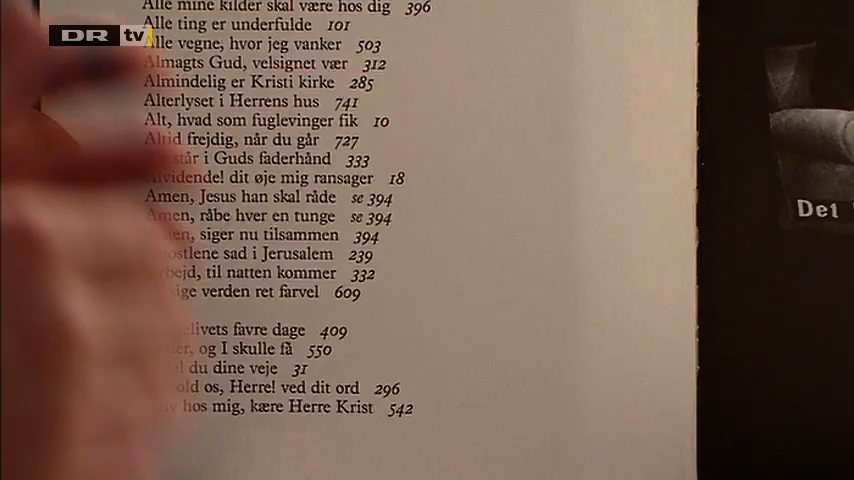 Alle mine kilder skal være hos dig 396
DR tv
Alle ting er underfulde 101
Alle vegne, hvor jeg vanker 503
Almagts Gud, velsignet vær 312
Almindelig er Kristi kirke 285
Alterlyset i Herrens hus 741
Alt, hvad som fuglevinger fik 10
Altid frejdig, når du går 727
står i Guds faderhånd 333
Alvidende! dit øje mig ransager 18
Amen, Jesus han skal råde se 394
Amen, råbe hver en tunge se 394
Amen, siger nu tilsammen 394
sad i Jerusalem 239
til natten kommer 332
verden ret farvel 609
favre dage 409
og I skulle få 550
du dine veje 31
os, Herre! ved dit ord 296
hos mig, kære Herre Krist 542
Det